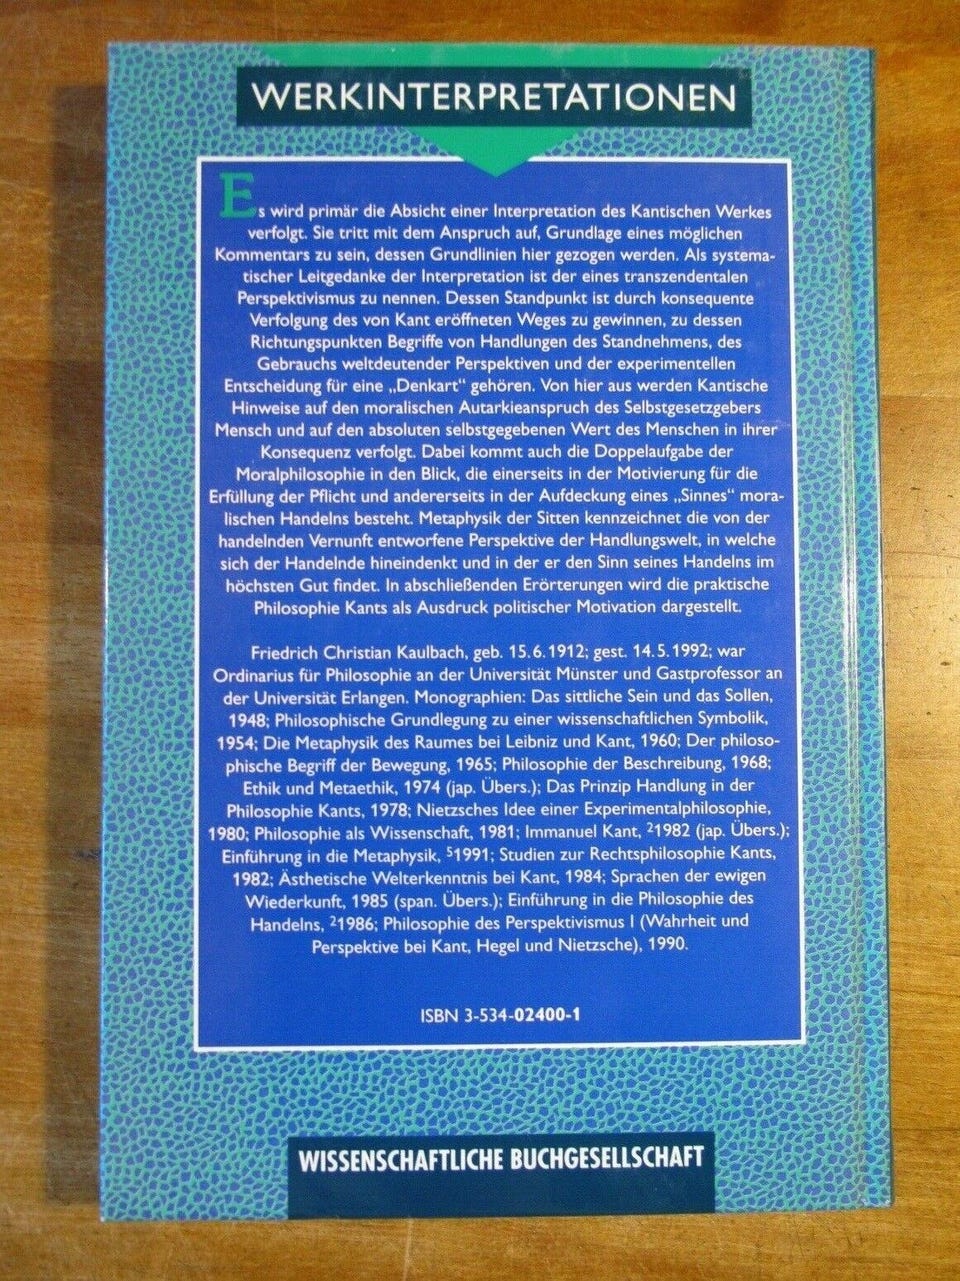 WERKINTERPRETATIONEN
Es wird primär die Absicht einer Interpretation des Kantischen Werkes
verfolgt. Sie tritt mit dem Anspruch auf, Grundlage eines möglichen
Kommentars zu sein, dessen Grundlinien hier gezogen werden. Als systema-
tischer Leitgedanke der Interpretation ist der eines transzendentalen
Perspektivismus zu nennen. Dessen Standpunkt ist durch konsequente
Verfolgung des von Kant eröffneten Weges zu gewinnen, zu dessen
Richtungspunkten Begriffe von Handlungen des Standnehmens, des
Gebrauchs weltdeutender Perspektiven und der experimentellen
Entscheidung für eine „Denkart“ gehören. Von hier aus werden Kantische
Hinweise auf den moralischen Autarkieanspruch des Selbstgesetzgebers
Mensch und auf den absoluten selbstgegebenen Wert des Menschen in ihrer
Konsequenz verfolgt. Dabei kommt auch die Doppelaufgabe der
Moralphilosophie in den Blick, die einerseits in der Motivierung für die
Erfüllung der Pflicht und andererseits in der Aufdeckung eines „Sinnes“ mora-
lischen Handelns besteht. Metaphysik der Sitten kennzeichnet die von der
handelnden Vernunft entworfene Perspektive der Handlungswelt, in welche
sich der Handelnde hineindenkt und in der er den Sinn seines Handelns im
höchsten Gut findet. In abschließenden Erörterungen wird die praktische
Philosophie Kants als Ausdruck politischer Motivation dargestellt.
Friedrich Christian Kaulbach, geb. 15.6.1912; gest. 14.5.1992; war
Ordinarius für Philosophie an der Universität Münster und Gastprofessor an
der Universität Erlangen. Monographien: Das sittliche Sein und das Sollen,
1948; Philosophische Grundlegung zu einer wissenschaftlichen Symbolik,
1954; Die Metaphysik des Raumes bei Leibniz und Kant, 1960; Der philoso-
phische Begriff der Bewegung, 1965; Philosophie der Beschreibung, 1968;
Ethik und Metaethik, 1974 (jap. Übers.); Das Prinzip Handlung in der
Philosophie Kants, 1978; Nietzsches Idee einer Experimentalphilosophie,
1980; Philosophie als Wissenschaft, 1981; Immanuel Kant, ²1982 (jap. Übers.);
Einführung in die Metaphysik, ⁵1991; Studien zur Rechtsphilosophie Kants,
1982; Ästhetische Welterkenntnis bei Kant, 1984; Sprachen der ewigen
Wiederkunft, 1985 (span. Übers.); Einführung in die Philosophie des
Handelns, ²1986; Philosophie des Perspektivismus I (Wahrheit und
Perspektive bei Kant, Hegel und Nietzsche), 1990.
ISBN 3-534-02400-1
WISSENSCHAFTLICHE BUCHGESELLSCHAFT